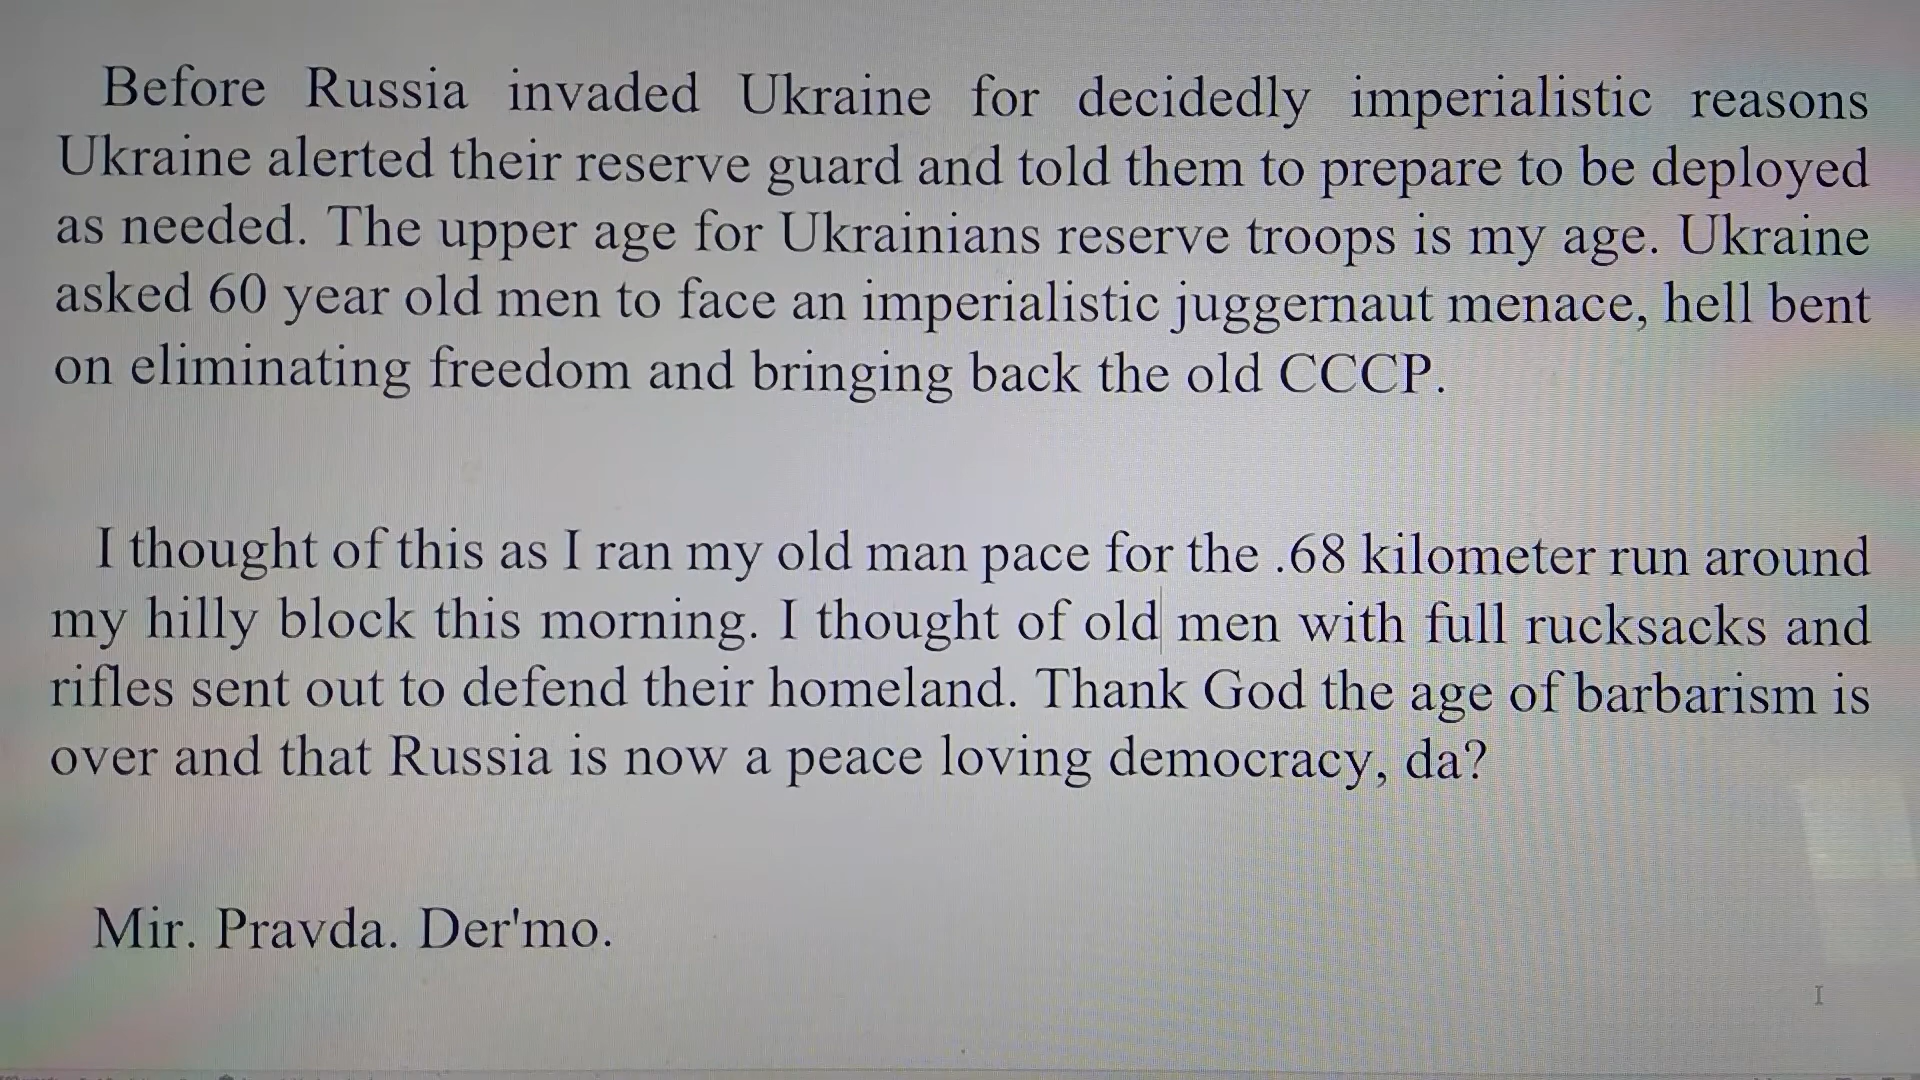 Before Russia invaded Ukraine for decidedly imperialistic reasons
Ukraine alerted their reserve guard and told them to prepare to be deployed
as needed. The upper age for Ukrainians reserve troops is my age. Ukraine
asked 60 year old men to face an imperialistic juggernaut menace, hell bent
on eliminating freedom and bringing back the old CCCP.
I thought of this as I ran my old man pace for the .68 kilometer run around
my hilly block this morning. I thought of old men with full rucksacks and
rifles sent out to defend their homeland. Thank God the age of barbarism is
over and that Russia is now a peace loving democracy, da?
Mir. Pravda. Der'mo.